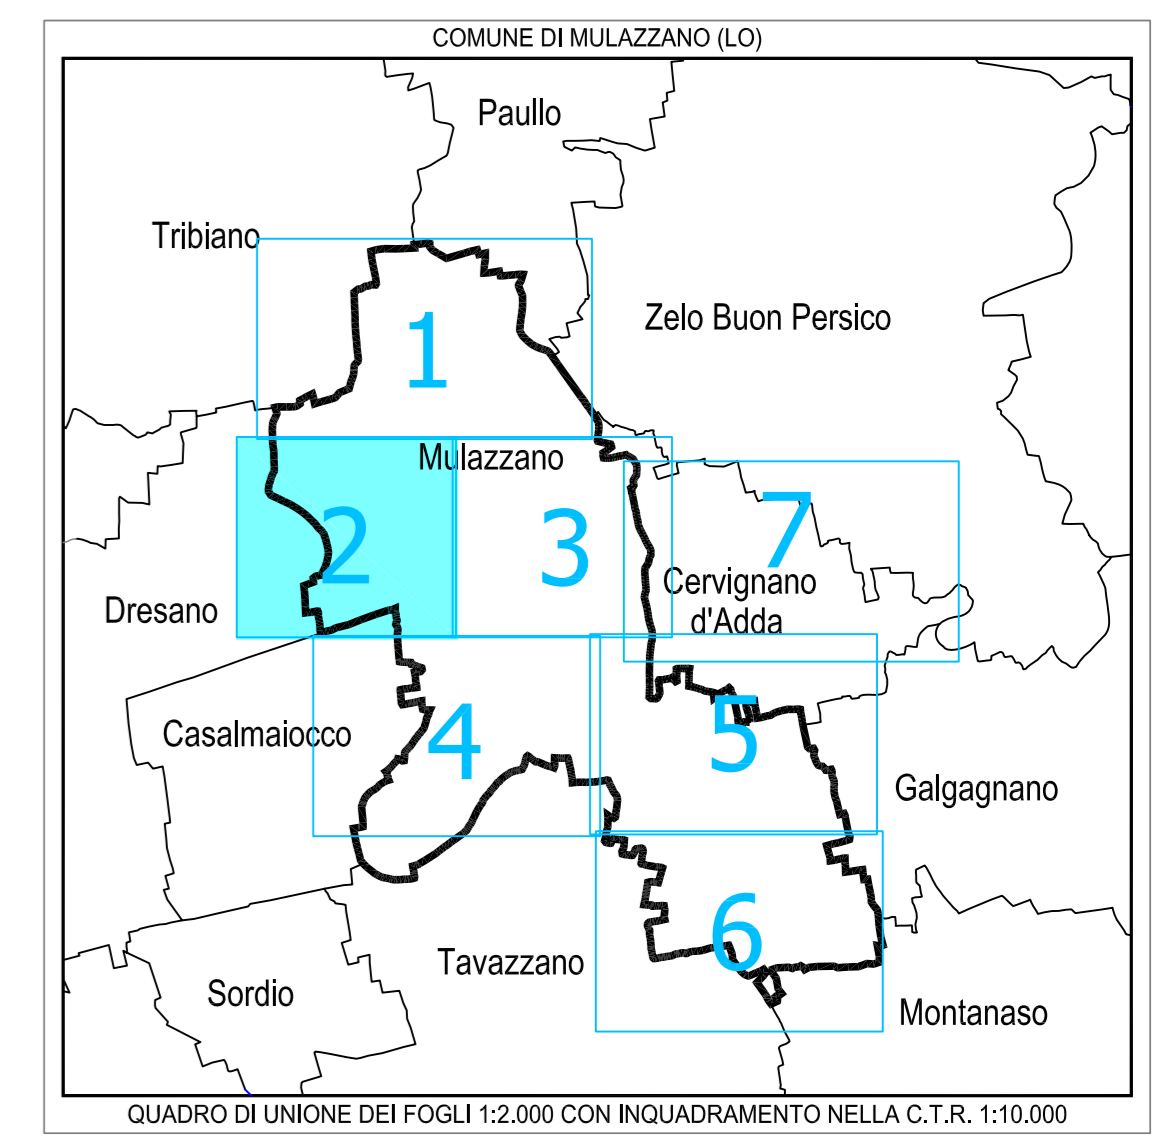 COMUNE DI MULAZZANO (LO)
Paullo
Tribiano
Zelo Buon Persico
1
Mulazzano
2
3
7
Cervignano
d'Adda
Dresano
Casalmaiocco
4
5
Galgagnano
6
Tavazzano
Sordio
Montanaso
QUADRO DI UNIONE DEI FOGLI 1:2.000 CON INQUADRAMENTO NELLA C.T.R. 1:10.000